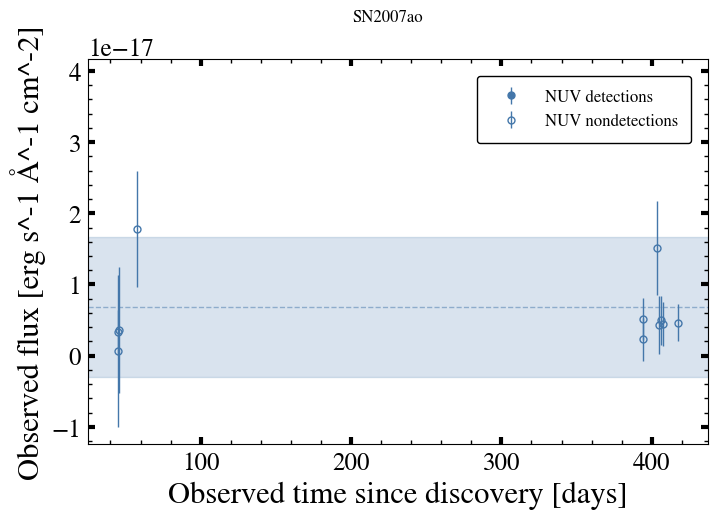 SN2007ao
1e−17
4
3
2
1
0
−1
NUV detections
NUV nondetections
100
200
300
400
Observed time since discovery [days]
Observed flux [erg s^-1 Å^-1 cm^-2]